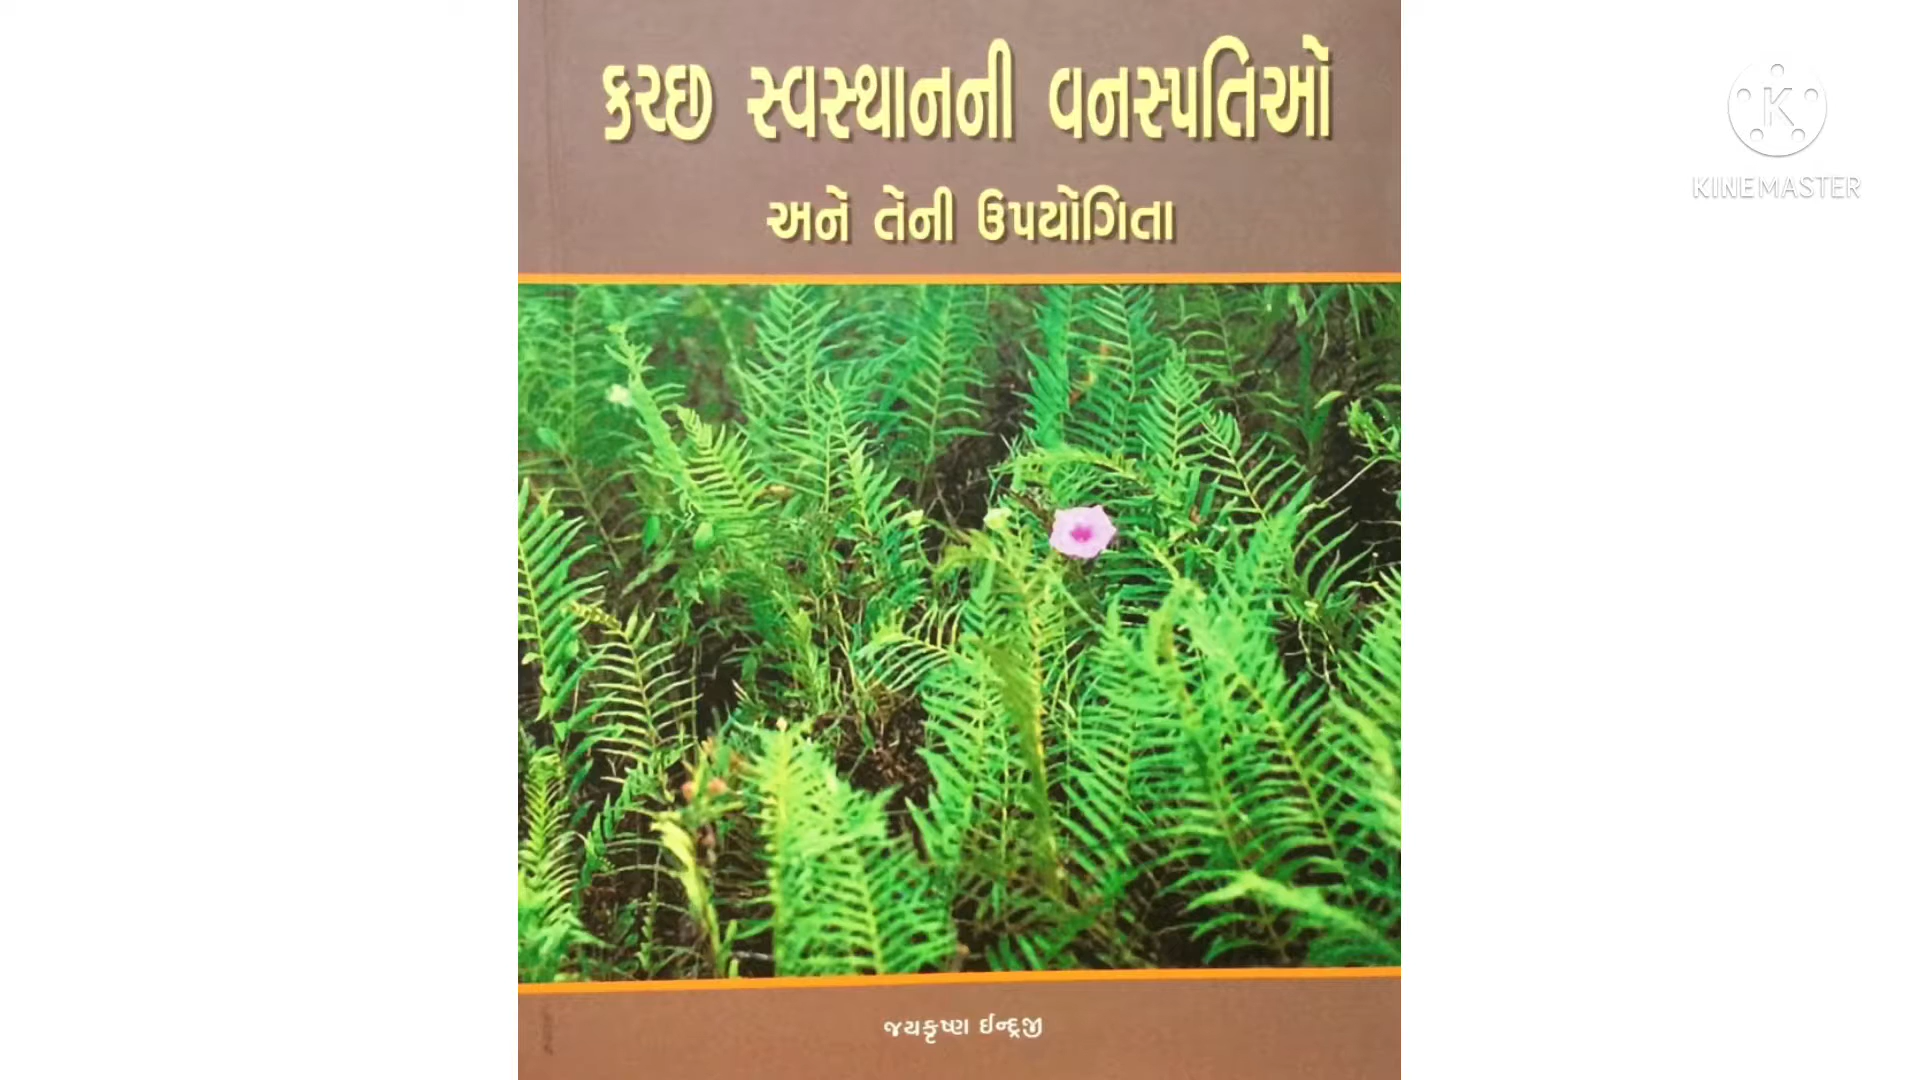 કચ્છ સ્વસ્થાનની વનસ્પતિઓ
અને તેની ઉપયોગિતા
જયકૃષ્ણ ઈન્દ્રજી
K
KINEMASTER